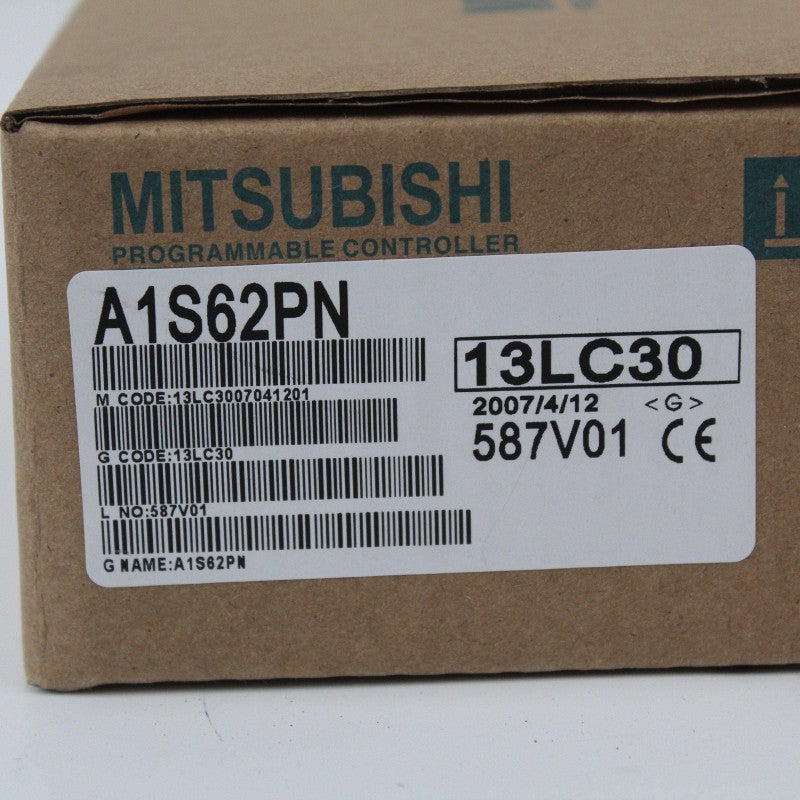 MITSUBISHI
PROGRAMMABLE CONTROLLER
A1S62PN
M CODE:13LC3007041201
G CODE:13LC30
L NO:587V01
G NAME:A1S62PN
13LC30
2007/4/12 <G>
587V01 CE